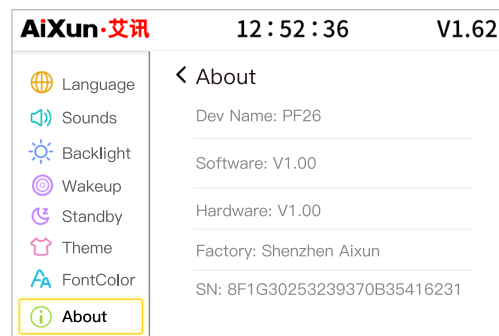 AiXun·艾讯 12:52:36 V1.62
Language
Sounds
Backlight
Wakeup
Standby
Theme
FontColor
About
About
Dev Name: PF26
Software: V1.00
Hardware: V1.00
Factory: Shenzhen Aixun
SN: 8F1G30253239370B35416231